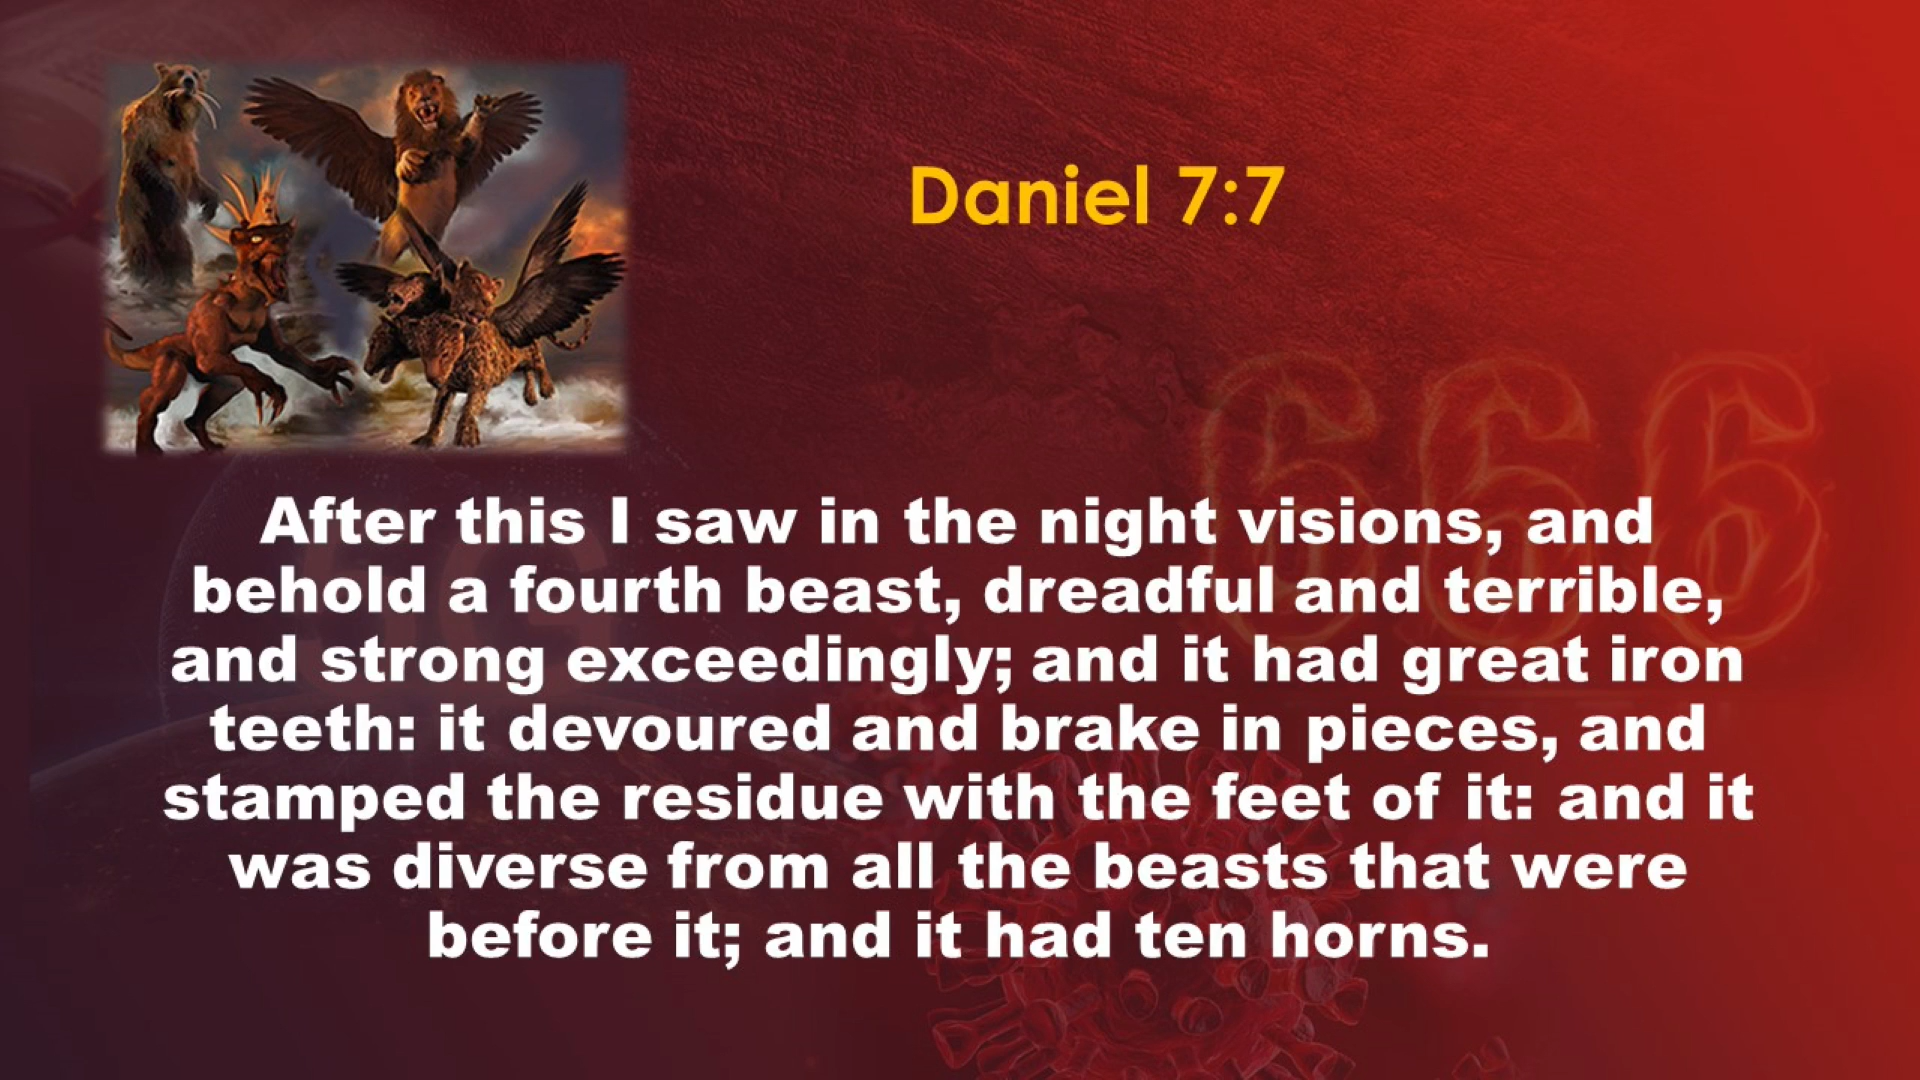 Daniel 7:7
666
5G
After this I saw in the night visions, and
behold a fourth beast, dreadful and terrible,
and strong exceedingly; and it had great iron
teeth: it devoured and brake in pieces, and
stamped the residue with the feet of it: and it
was diverse from all the beasts that were
before it; and it had ten horns.